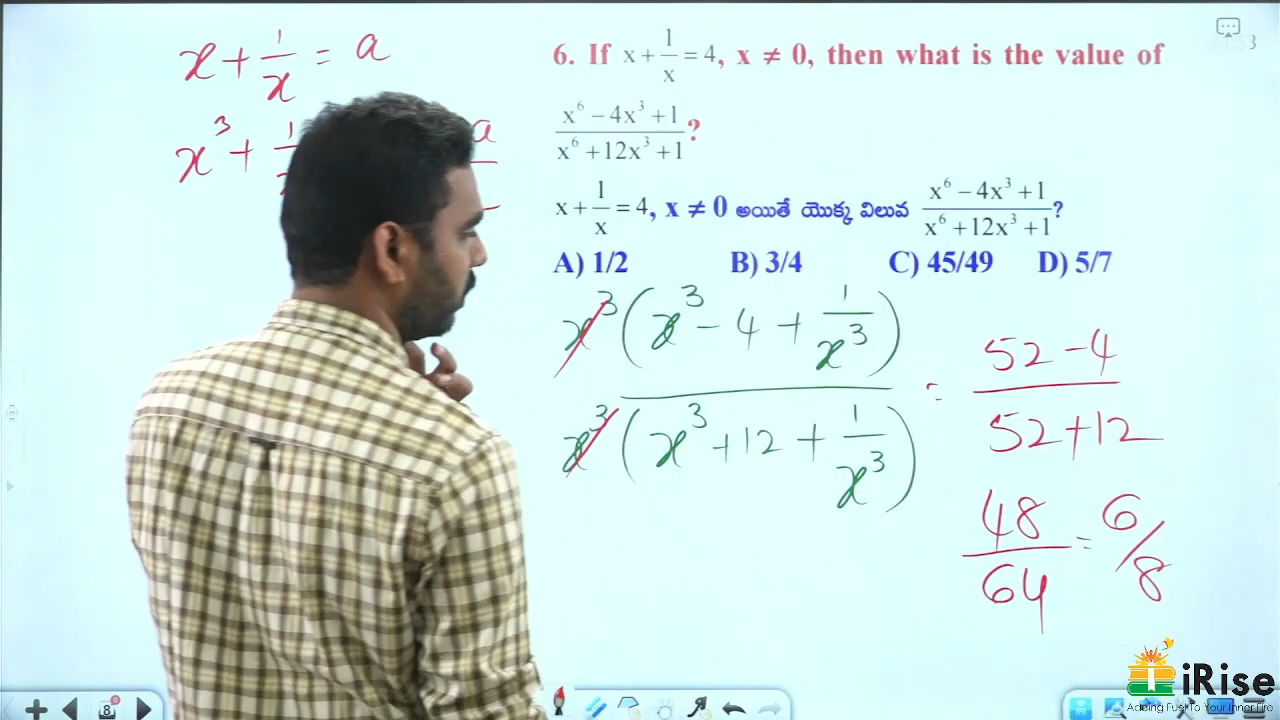 x + 1/x = a
x³ + 1/
a
6. If x + 1/x = 4, x ≠ 0, then what is the value of
(x⁶ − 4x³ + 1)/(x⁶ + 12x³ + 1)?
x + 1/x = 4, x ≠ 0 అయితే యొక్క విలువ (x⁶ − 4x³ + 1)/(x⁶ + 12x³ + 1)?
A) 1/2 B) 3/4 C) 45/49 D) 5/7
x³(x³ − 4 + 1/x³)/x³(x³ + 12 + 1/x³) = (52 − 4)/(52 + 12)
48/64 = 6/8
8
iRise
Adding Fuel To Your Inner Fire